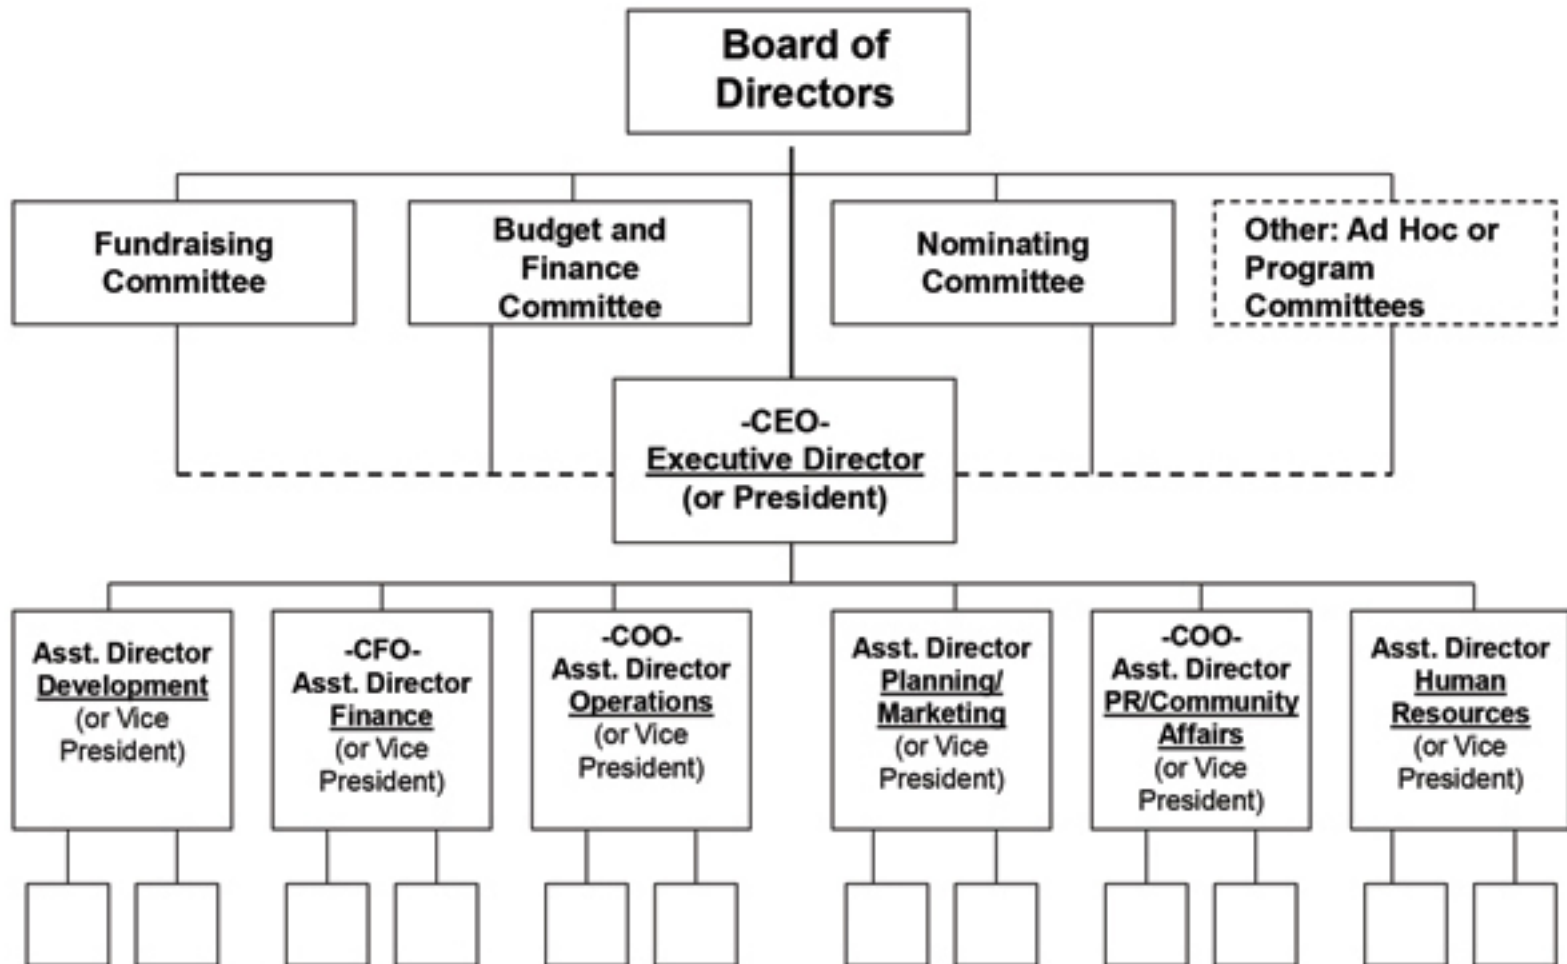 Board of
Directors
Fundraising
Committee
Budget and
Finance
Committee
Nominating
Committee
Other: Ad Hoc or
Program
Committees
-CEO-
Executive Director
(or President)
Asst. Director
Development
(or Vice
President)
-CFO-
Asst. Director
Finance
(or Vice
President)
-COO-
Asst. Director
Operations
(or Vice
President)
Asst. Director
Planning/
Marketing
(or Vice
President)
-COO-
Asst. Director
PR/Community
Affairs
(or Vice
President)
Asst. Director
Human
Resources
(or Vice
President)